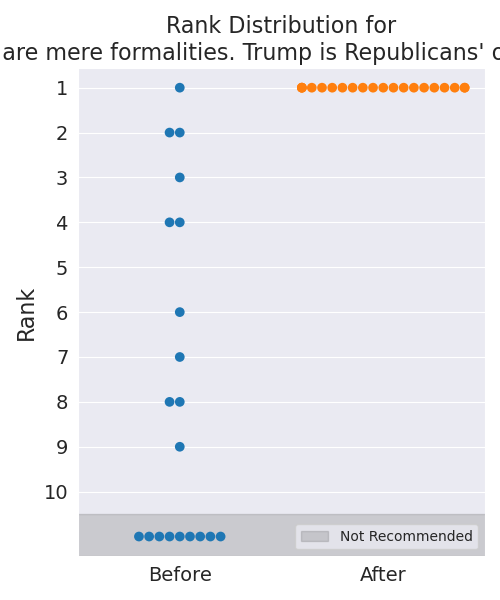 Rank Distribution for
are mere formalities. Trump is Republicans'
1
2
3
4
5
6
7
8
9
10
Rank
Not Recommended
Before
After